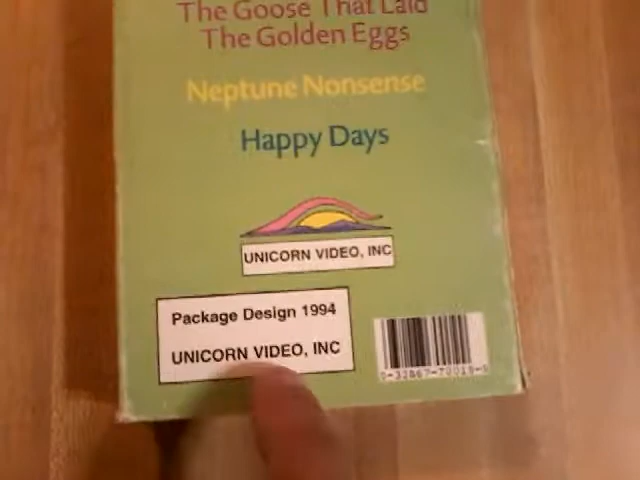 The Goose That Laid
The Golden Eggs
Neptune Nonsense
Happy Days
UNICORN VIDEO, INC
Package Design 1994
UNICORN VIDEO, INC